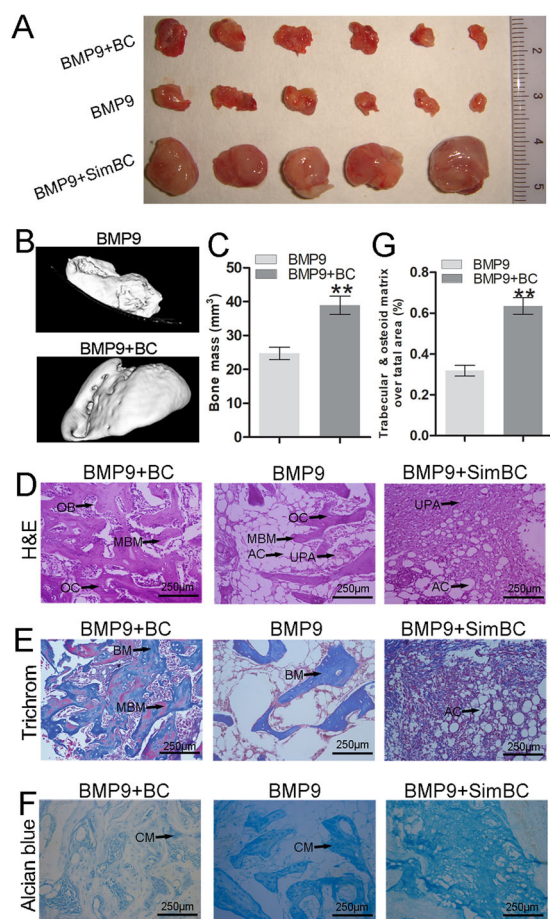 A
BMP9+BC
BMP9
BMP9+SimBC
2
3
4
5
B
BMP9
BMP9+BC
C
BMP9
BMP9+BC
**
Bone mass (mm³)
50
40
30
20
10
0
G
BMP9
BMP9+BC
**
Trabecular & osteoid matrix
over tatal area (%)
0.8
0.6
0.4
0.2
0.0
D
H&E
BMP9+BC
OB
MBM
OC
250μm
BMP9
OC
MBM
AC
UPA
250μm
BMP9+SimBC
UPA
AC
250μm
E
Trichrom
BMP9+BC
BM
MBM
250μm
BMP9
BM
250μm
BMP9+SimBC
AC
250μm
F
Alcian blue
BMP9+BC
CM
250μm
BMP9
CM
250μm
BMP9+SimBC
250μm